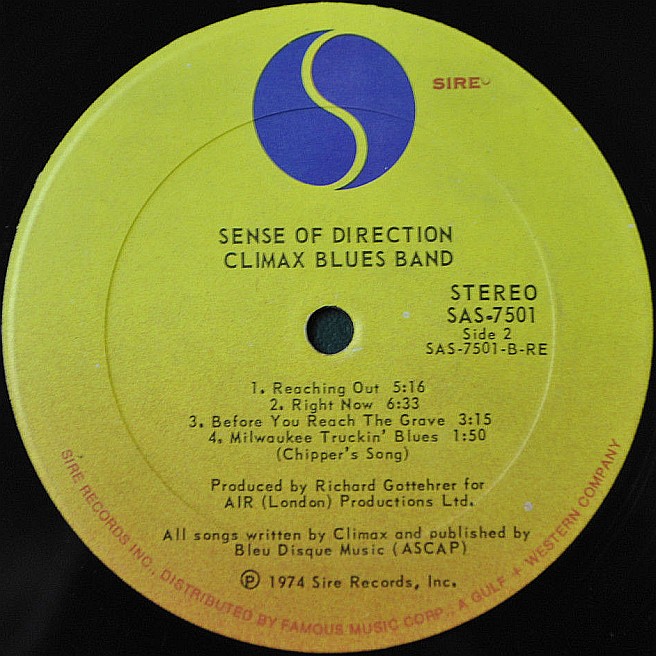 SIRE
SENSE OF DIRECTION
CLIMAX BLUES BAND
STEREO
SAS-7501
Side 2
SAS-7501-B-RE
1. Reaching Out 5:16
2. Right Now 6:33
3. Before You Reach The Grave 3:15
4. Milwaukee Truckin' Blues 1:50
(Chipper's Song)
Produced by Richard Gottehrer for
AIR (London) Productions Ltd.
All songs written by Climax and published by
Bleu Disque Music (ASCAP)
Ⓟ 1974 Sire Records, Inc.
SIRE RECORDS INC., DISTRIBUTED BY FAMOUS MUSIC CORP., A GULF + WESTERN COMPANY